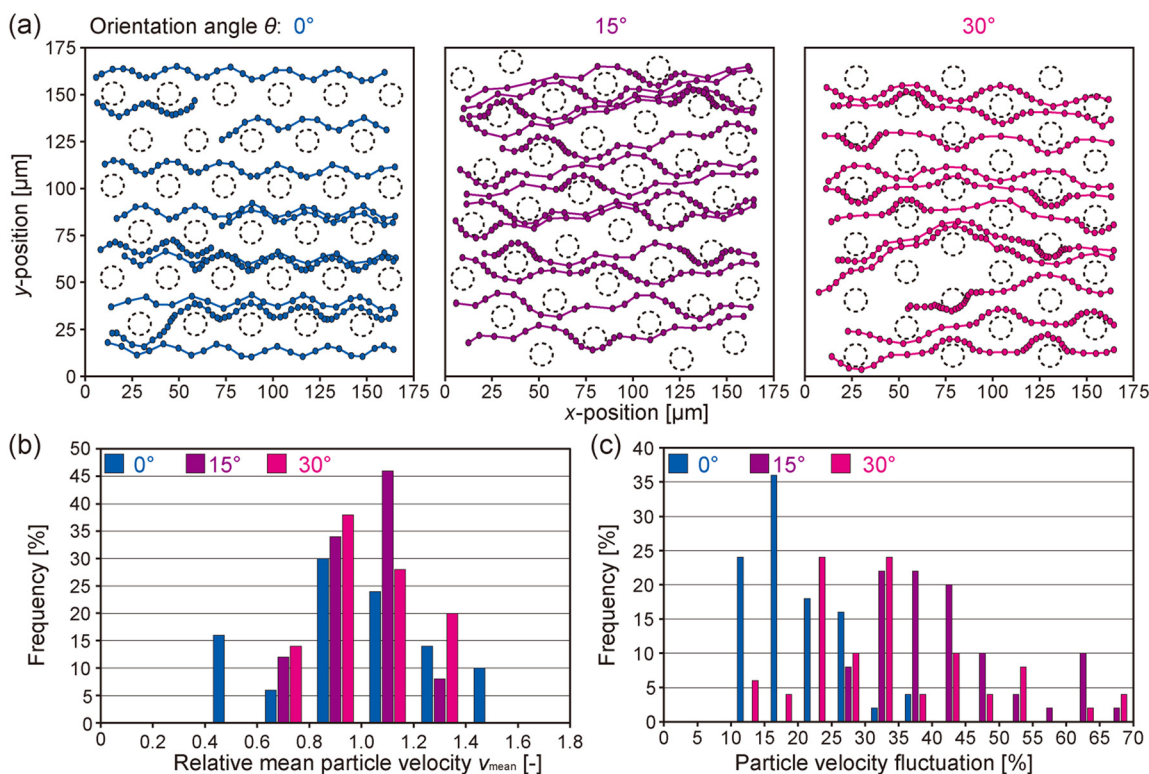 (a) Orientation angle θ: 0° 15° 30°
175 150 125 100 75 50 25 0
y-position [µm]
0 25 50 75 100 125 150 175 0 25 50 75 100 125 150 175 0 25 50 75 100 125 150 175
x-position [µm]
(b)
0° 15° 30°
50 45 40 35 30 25 20 15 10 5 0
Frequency [%]
0 0.2 0.4 0.6 0.8 1.0 1.2 1.4 1.6 1.8
Relative mean particle velocity vmean [-]
(c)
0° 15° 30°
40 35 30 25 20 15 10 5 0
Frequency [%]
0 5 10 15 20 25 30 35 40 45 50 55 60 65 70
Particle velocity fluctuation [%]